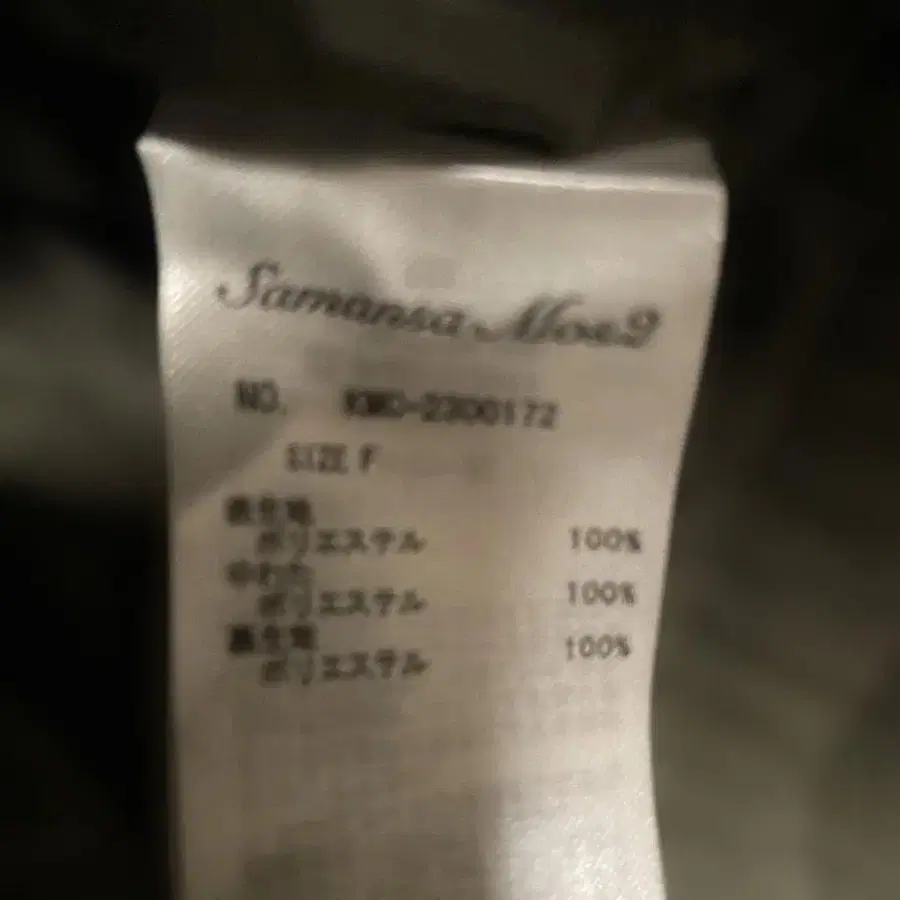 Samansa Mos2
NO. KMO-2300172
SIZE F
表生地
ポリエステル 100%
中わた
ポリエステル 100%
裏生地
ポリエステル 100%